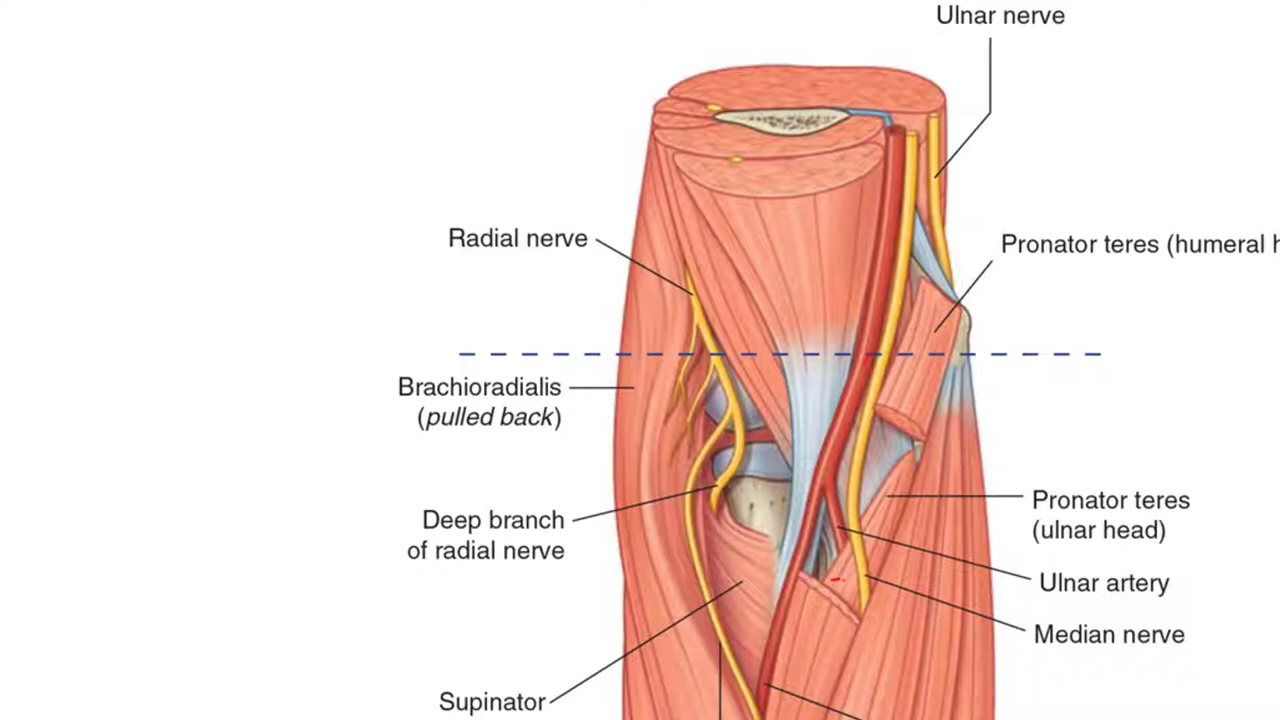 Ulnar nerve
Radial nerve
Pronator teres (humeral
Brachioradialis
(pulled back)
Pronator teres
(ulnar head)
Deep branch
of radial nerve
Ulnar artery
Median nerve
Supinator